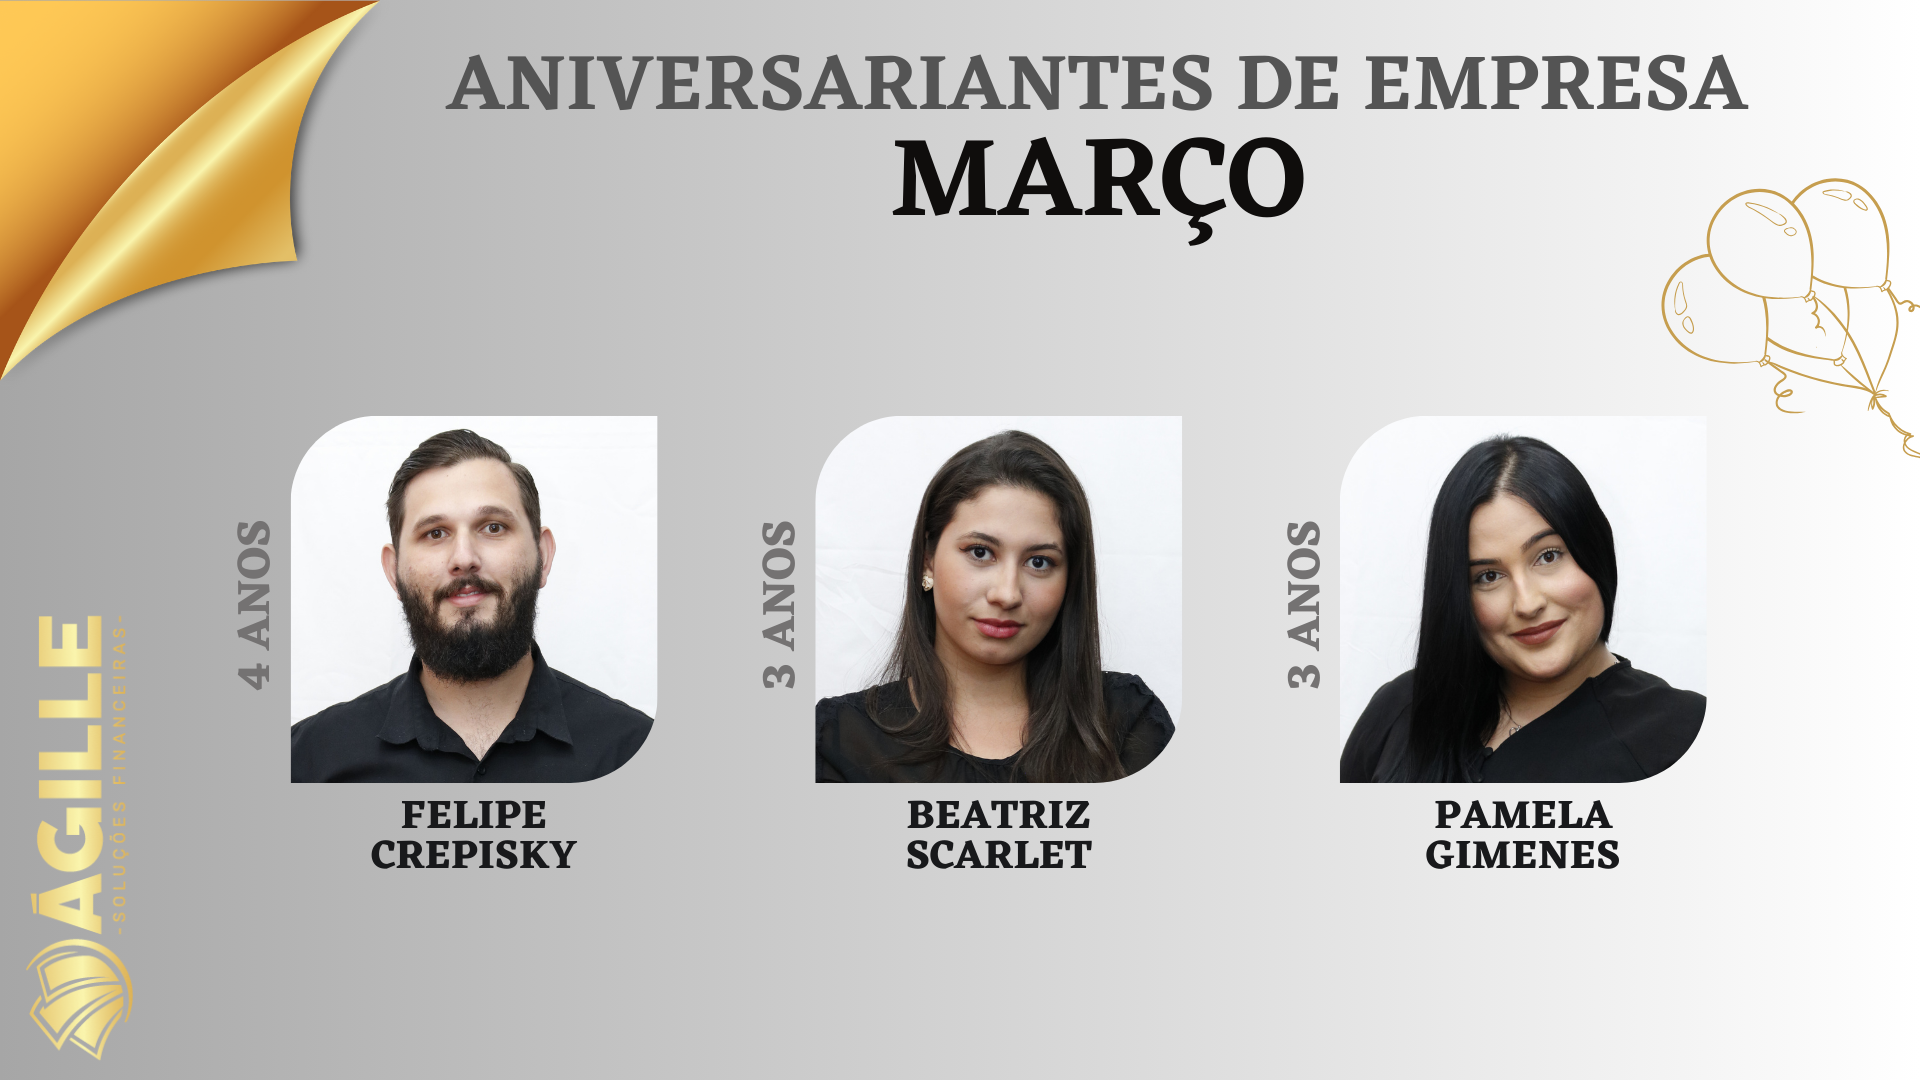 ANIVERSARIANTES DE EMPRESA
MARÇO
4 ANOS
FELIPE
CREPISKY
3 ANOS
BEATRIZ
SCARLET
3 ANOS
PAMELA
GIMENES
ÁGILLE
-SOLUÇÕES FINANCEIRAS-